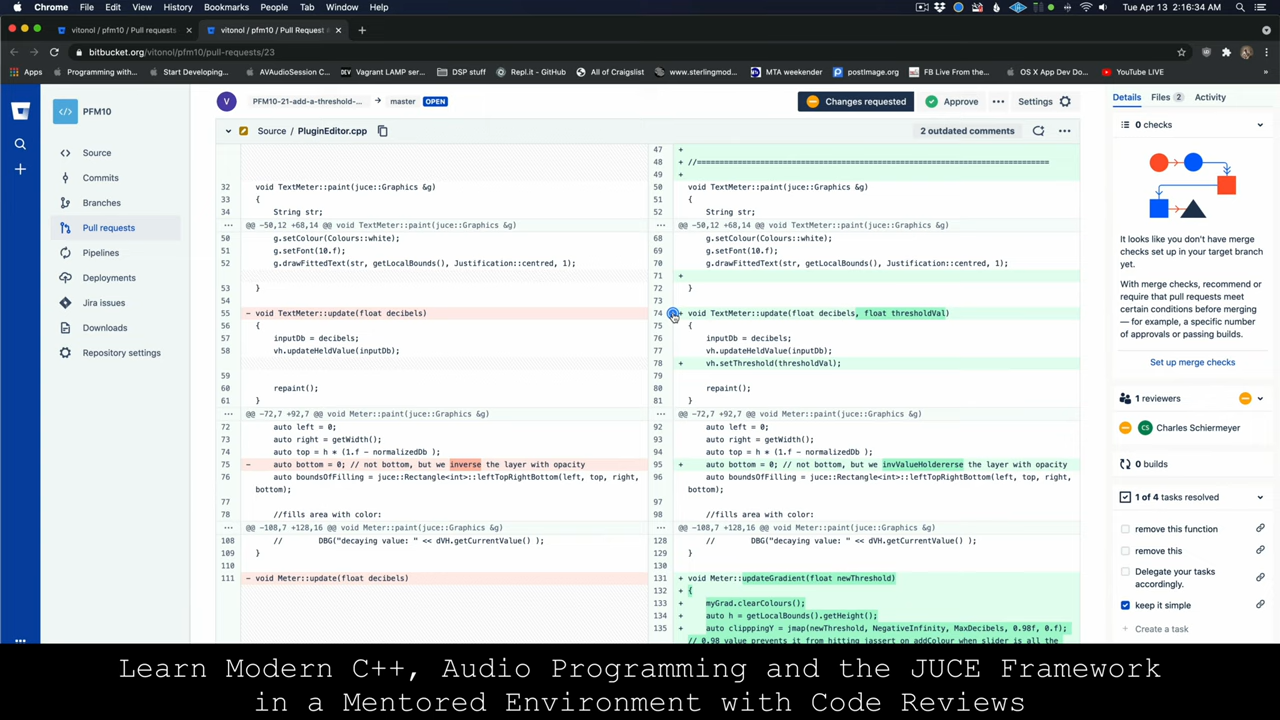 Chrome File Edit View History Bookmarks People Tab Window Help Tue Apr 13 2:16:34 AM
vitonol / pfm10 / Pull requests × vitonol / pfm10 / Pull Request # × +
bitbucket.org/vitonol/pfm10/pull-requests/23
Apps Programming with... Start Developing... AVAudioSession C... Vagrant LAMP ser... DSP stuff Repl.it - GitHub All of Craigslist www.sterlingmod... MTA weekender postImage.org FB Live From the... OS X App Dev Do... YouTube LIVE »
PFM10
Source
Commits
Branches
Pull requests
Pipelines
Deployments
Jira issues
Downloads
Repository settings
V PFM10-21-add-a-threshold-... → master OPEN Changes requested Approve ••• Settings
Source / PluginEditor.cpp 2 outdated comments •••
47 +
48 + //==============================================================================
49 +
32 void TextMeter::paint(juce::Graphics &g) 50 void TextMeter::paint(juce::Graphics &g)
33 { 51 {
34 String str; 52 String str;
... @@ -50,12 +68,14 @@ void TextMeter::paint(juce::Graphics &g) ... @@ -50,12 +68,14 @@ void TextMeter::paint(juce::Graphics &g)
50 g.setColour(Colours::white); 68 g.setColour(Colours::white);
51 g.setFont(10.f); 69 g.setFont(10.f);
52 g.drawFittedText(str, getLocalBounds(), Justification::centred, 1); 70 g.drawFittedText(str, getLocalBounds(), Justification::centred, 1);
71 +
53 } 72 }
54 73
55 - void TextMeter::update(float decibels) 74 + void TextMeter::update(float decibels, float thresholdVal)
56 { 75 {
57 inputDb = decibels; 76 inputDb = decibels;
58 vh.updateHeldValue(inputDb); 77 vh.updateHeldValue(inputDb);
78 + vh.setThreshold(thresholdVal);
59 79
60 repaint(); 80 repaint();
61 } 81 }
... @@ -72,7 +92,7 @@ void Meter::paint(juce::Graphics &g) ... @@ -72,7 +92,7 @@ void Meter::paint(juce::Graphics &g)
72 auto left = 0; 92 auto left = 0;
73 auto right = getWidth(); 93 auto right = getWidth();
74 auto top = h * (1.f - normalizedDb ); 94 auto top = h * (1.f - normalizedDb );
75 - auto bottom = 0; // not bottom, but we inverse the layer with opacity 95 + auto bottom = 0; // not bottom, but we invValueHoldererse the layer with opacity
76 auto boundsOfFilling = juce::Rectangle<int>::leftTopRightBottom(left, top, right, 96 auto boundsOfFilling = juce::Rectangle<int>::leftTopRightBottom(left, top, right,
bottom); bottom);
77 97
78 //fills area with color: 98 //fills area with color:
... @@ -108,7 +128,16 @@ void Meter::paint(juce::Graphics &g) ... @@ -108,7 +128,16 @@ void Meter::paint(juce::Graphics &g)
108 // DBG("decaying value: " << dVH.getCurrentValue() ); 128 // DBG("decaying value: " << dVH.getCurrentValue() );
109 } 129 }
110 130
111 - void Meter::update(float decibels) 131 + void Meter::updateGradient(float newThreshold)
132 + {
133 + myGrad.clearColours();
134 + auto h = getLocalBounds().getHeight();
135 + auto clipppingY = jmap(newThreshold, NegativeInfinity, MaxDecibels, 0.98f, 0.f);
// 0.98 value prevents it from hitting jassert on addColour when slider is all the
Details Files 2 Activity
0 checks
It looks like you don't have merge
checks set up in your target branch
yet.
With merge checks, recommend or
require that pull requests meet
certain conditions before merging
— for example, a specific number
of approvals or passing builds.
Set up merge checks
1 reviewers
CS Charles Schiermeyer
0 builds
1 of 4 tasks resolved
remove this function
remove this
Delegate your tasks
accordingly.
keep it simple
+ Create a task
Learn Modern C++, Audio Programming and the JUCE Framework
in a Mentored Environment with Code Reviews